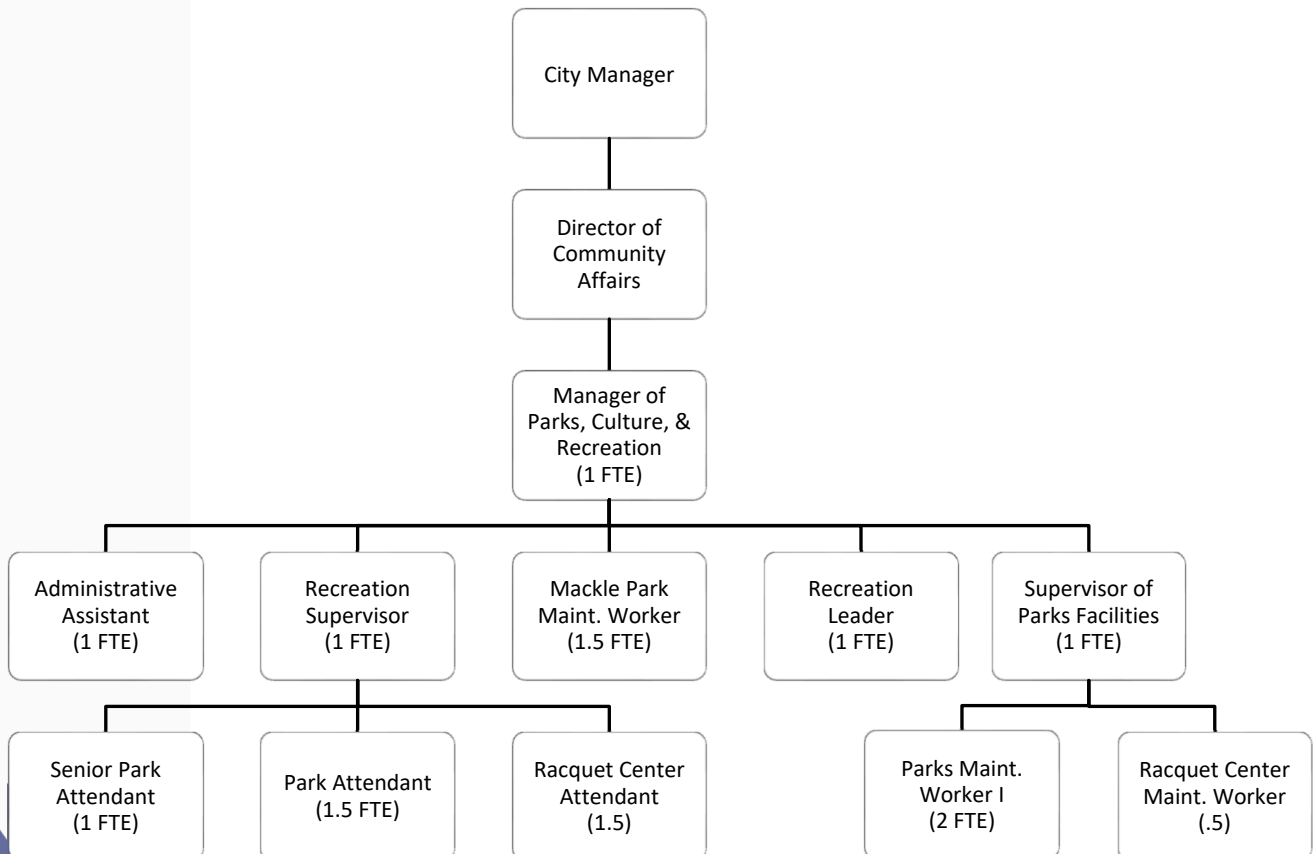 City Manager
Director of
Community
Affairs
Manager of
Parks, Culture, &
Recreation
(1 FTE)
Administrative
Assistant
(1 FTE)
Recreation
Supervisor
(1 FTE)
Mackle Park
Maint. Worker
(1.5 FTE)
Recreation
Leader
(1 FTE)
Supervisor of
Parks Facilities
(1 FTE)
Senior Park
Attendant
(1 FTE)
Park Attendant
(1.5 FTE)
Racquet Center
Attendant
(1.5)
Parks Maint.
Worker I
(2 FTE)
Racquet Center
Maint. Worker
(.5)